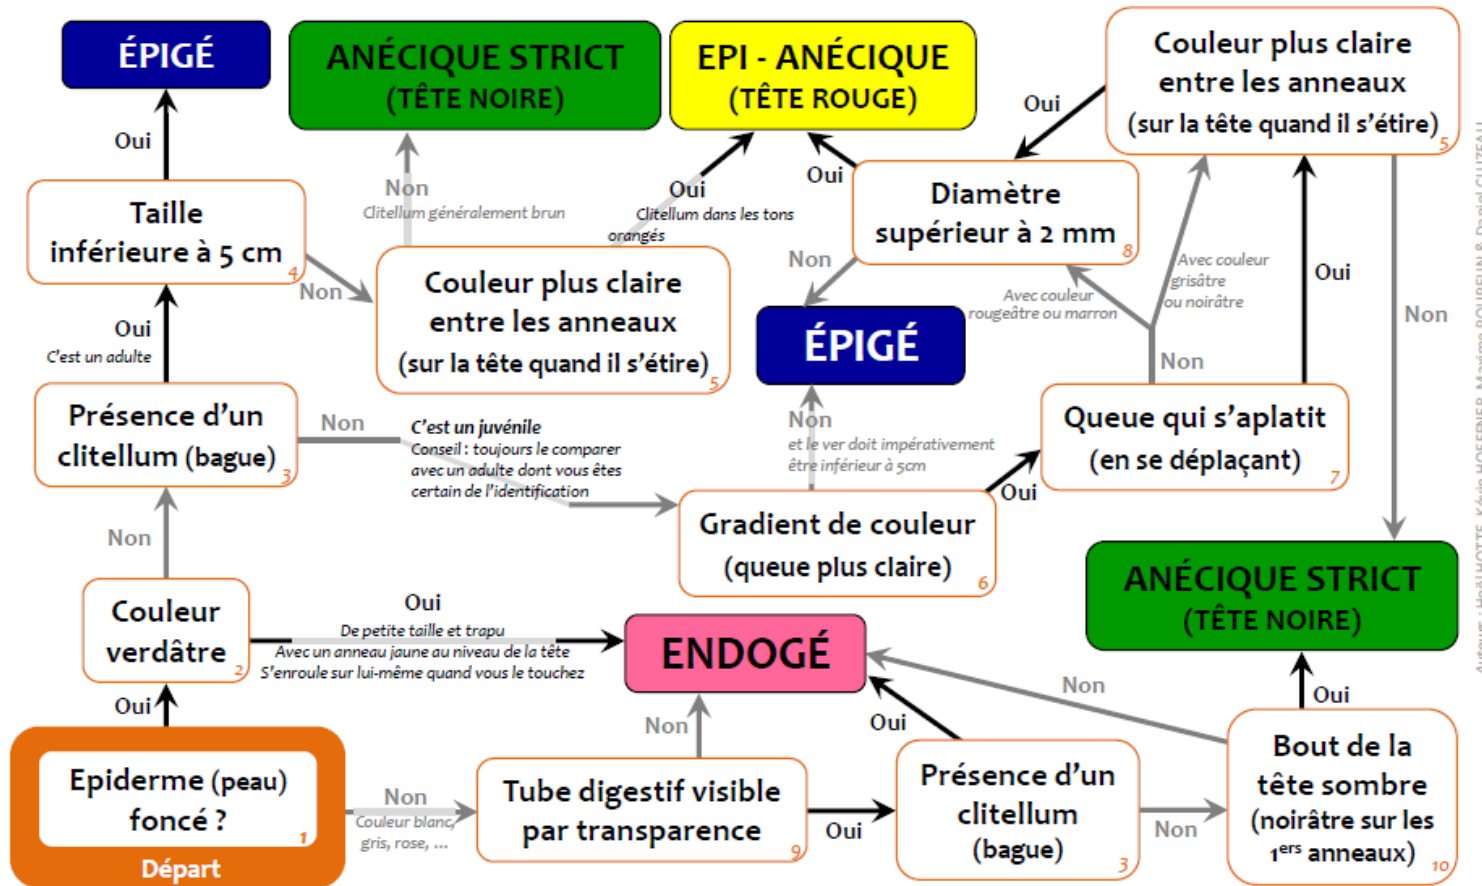 ÉPIGÉ
ANÉCIQUE STRICT
(TÊTE NOIRE)
EPI - ANÉCIQUE
(TÊTE ROUGE)
Couleur plus claire
entre les anneaux
(sur la tête quand il s'étire)
5
Oui
Oui
Non
Clitellum généralement brun
Oui
Clitellum dans les tons
orangés
Oui
Diamètre
supérieur à 2 mm
8
Taille
inférieure à 5 cm
4
Non
Couleur plus claire
entre les anneaux
(sur la tête quand il s'étire)
5
Non
Avec couleur
grisâtre
ou noirâtre
Oui
Avec couleur
rougeâtre ou marron
Non
Non
ÉPIGÉ
Oui
C'est un adulte
Présence d'un
clitellum (bague)
3
Non
C'est un juvénile
Conseil : toujours le comparer
avec un adulte dont vous êtes
certain de l'identification
Non
et le ver doit impérativement
être inférieur à 5cm
Queue qui s'aplatit
(en se déplaçant)
7
Oui
Gradient de couleur
(queue plus claire)
6
Non
ANÉCIQUE STRICT
(TÊTE NOIRE)
Couleur
verdâtre
2
Oui
De petite taille et trapu
Avec un anneau jaune au niveau de la tête
S'enroule sur lui-même quand vous le touchez
ENDOGÉ
Oui
Non
Oui
Non
Oui
Epiderme (peau)
foncé ?
1
Départ
Non
Couleur blanc,
gris, rose, ...
Tube digestif visible
par transparence
9
Oui
Présence d'un
clitellum
(bague)
3
Non
Bout de la
tête sombre
(noirâtre sur les
1ers anneaux)
10